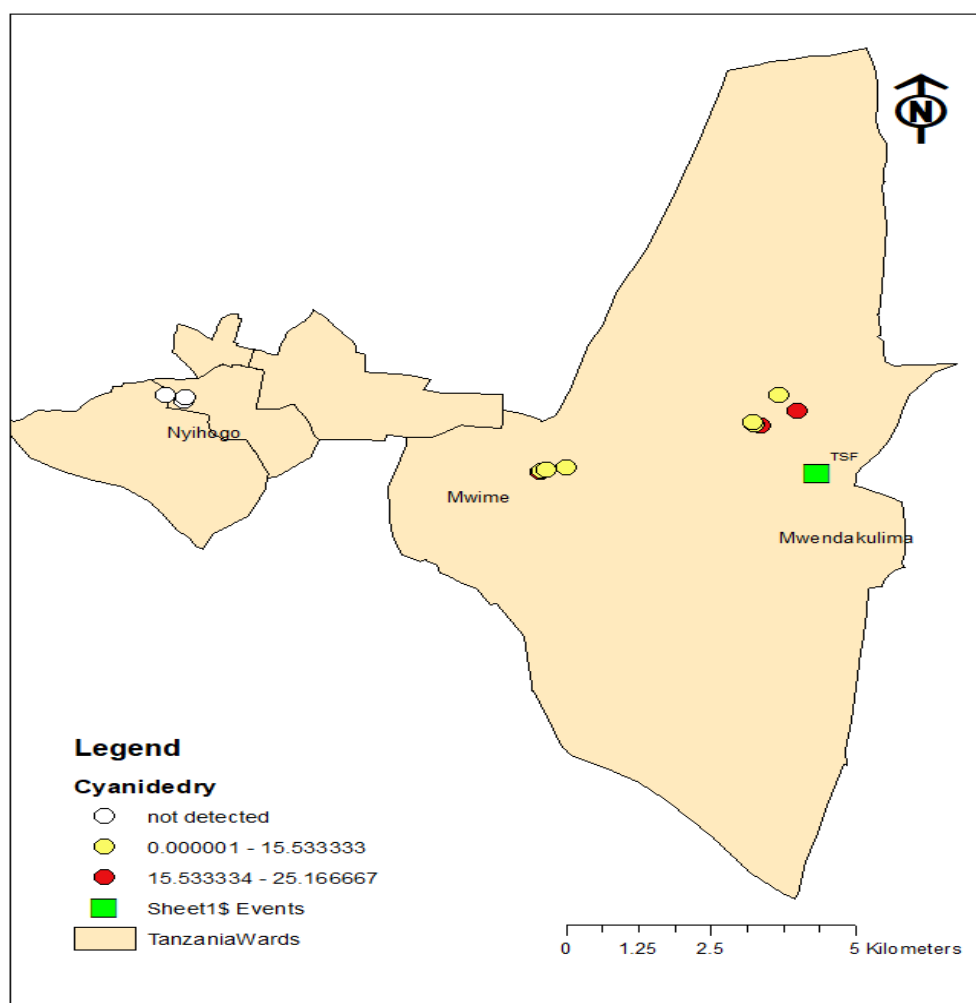 N
Nyihogo
TSF
Mwime
Mwendakulima
Legend
Cyanidedry
not detected
0.000001 - 15.533333
15.533334 - 25.166667
Sheet1$ Events
TanzaniaWards
0 1.25 2.5 5 Kilometers